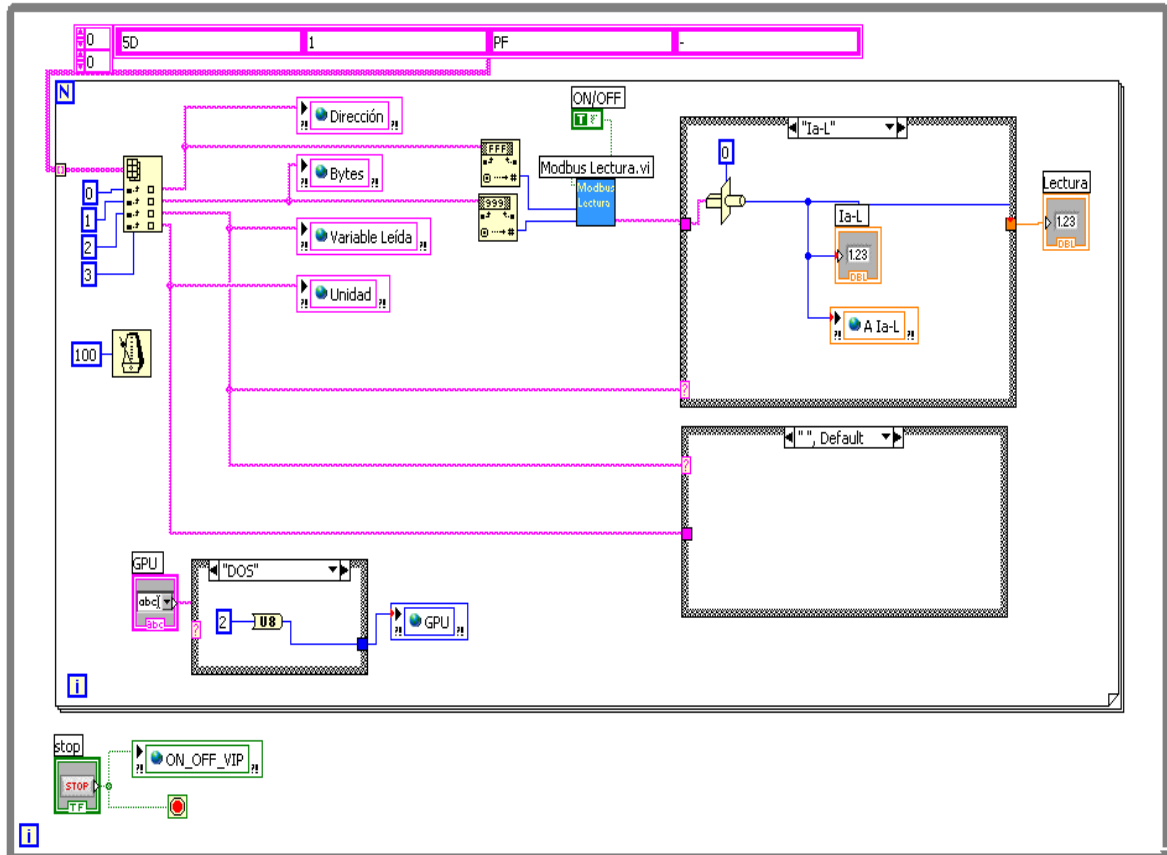 0
5D 1 PF -
0
N
ON/OFF
T F
"Ia-L"
Dirección
FFF
0
Modbus Lectura.vi
Bytes
Modbus
Lectura
Lectura
0
999
Ia-L
1.23
DBL
1
Variable Leída
1.23
DBL
2
3
Unidad
A Ia-L
100
?
" ", Default
?
GPU
"DOS"
abc
abc
?
2
U8
GPU
i
stop
ON_OFF_VIP
STOP
TF
i